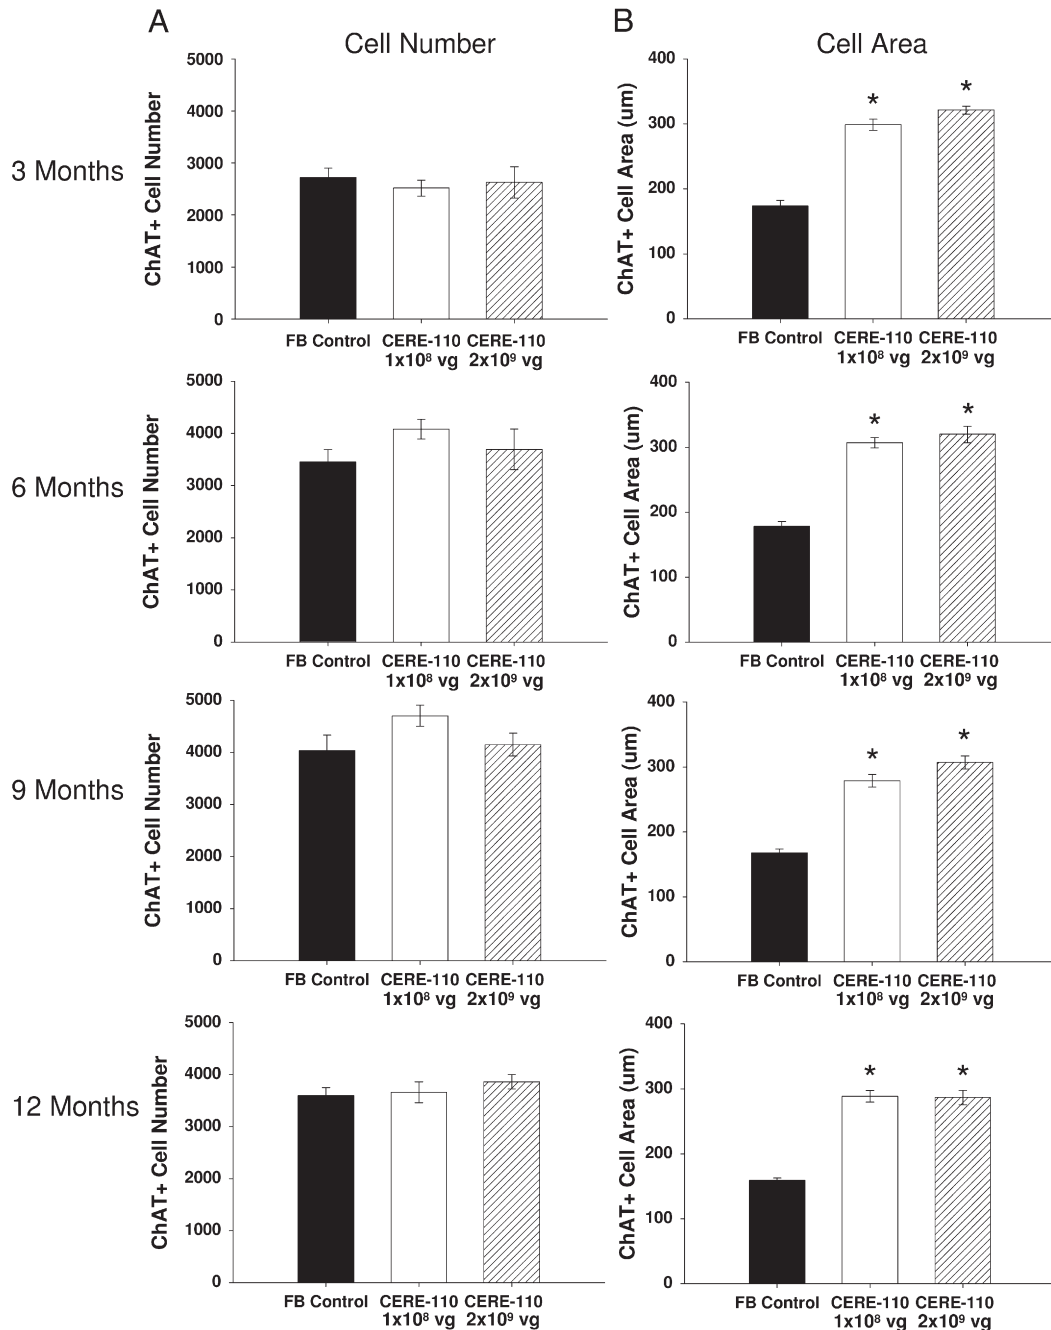 A
B
Cell Number
Cell Area
3 Months
ChAT+ Cell Number
5000
4000
3000
2000
1000
0
FB Control
CERE-110
1x10⁸ vg
CERE-110
2x10⁹ vg
ChAT+ Cell Area (um)
400
300
200
100
0
*
*
FB Control
CERE-110
1x10⁸ vg
CERE-110
2x10⁹ vg
6 Months
ChAT+ Cell Number
5000
4000
3000
2000
1000
0
FB Control
CERE-110
1x10⁸ vg
CERE-110
2x10⁹ vg
ChAT+ Cell Area (um)
400
300
200
100
0
*
*
FB Control
CERE-110
1x10⁸ vg
CERE-110
2x10⁹ vg
9 Months
ChAT+ Cell Number
5000
4000
3000
2000
1000
0
FB Control
CERE-110
1x10⁸ vg
CERE-110
2x10⁹ vg
ChAT+ Cell Area (um)
400
300
200
100
0
*
*
FB Control
CERE-110
1x10⁸ vg
CERE-110
2x10⁹ vg
12 Months
ChAT+ Cell Number
5000
4000
3000
2000
1000
0
FB Control
CERE-110
1x10⁸ vg
CERE-110
2x10⁹ vg
ChAT+ Cell Area (um)
400
300
200
100
0
*
*
FB Control
CERE-110
1x10⁸ vg
CERE-110
2x10⁹ vg